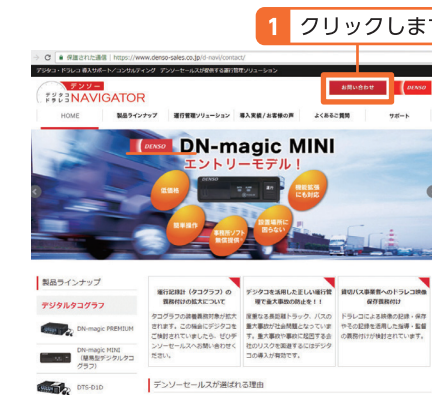 1 クリックします
保護された通信 | https://www.denso-sales.co.jp/d-navi/contact/
デジタコ・ドラレコ 導入サポート/コンサルティング デンソーセールスが提供する運行管理ソリューション
デンソー
デジタコ
ドラレコ NAVIGATOR
お問い合わせ
DENSO
HOME 製品ラインナップ 運行管理ソリューション 導入実績/お客様の声 よくあるご質問 サポート
DENSO DN-magic MINI
エントリーモデル!
低価格
DENSO
機能拡張
にも対応
簡単操作
事務所ソフト
無償提供
設置場所に
困らない
製品ラインナップ
デジタルタコグラフ
DN-magic PREMIUM
DN-magic MINI
(簡易型デジタルタコ
グラフ)
DTS-D1D
運行記録計(タコグラフ)の
義務付けの拡大について
タコグラフの装着義務対象が拡大
されます。この機会にデジタコを
ご検討されていましたら、ぜひデ
ンソーセールスへお問い合わせく
ださい。
デジタコを活用した正しい運行管
理で重大事故の防止を!!
度重なる長距離トラック、バスの
重大事故が社会問題となっていま
す。重大事故や事故に起因する会
社のリスクを回避するにはデジタ
コの導入が有効です。
貸切バス事業者へのドラレコ映像
保存義務付け
ドラレコによる映像の記録・保存
やその記録を活用した指導・監督
の義務付けが検討されています。
デンソーセールスが選ばれる理由